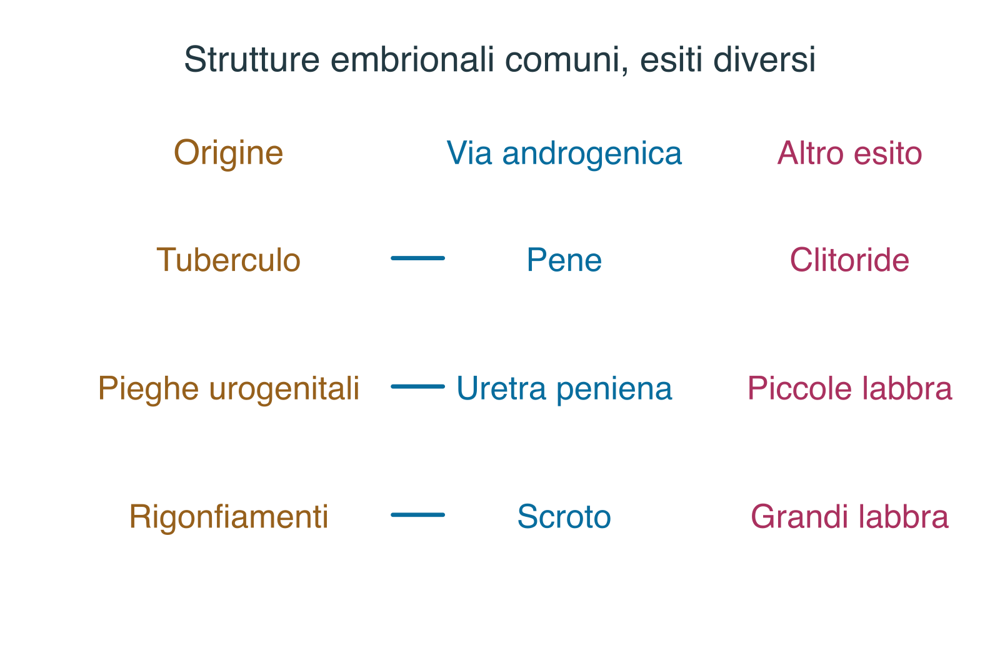 Strutture embrionali comuni, esiti diversi
Origine Via androgenica Altro esito
Tuberculo Pene Clitoride
Pieghe urogenitali Uretra peniena Piccole labbra
Rigonfiamenti Scroto Grandi labbra